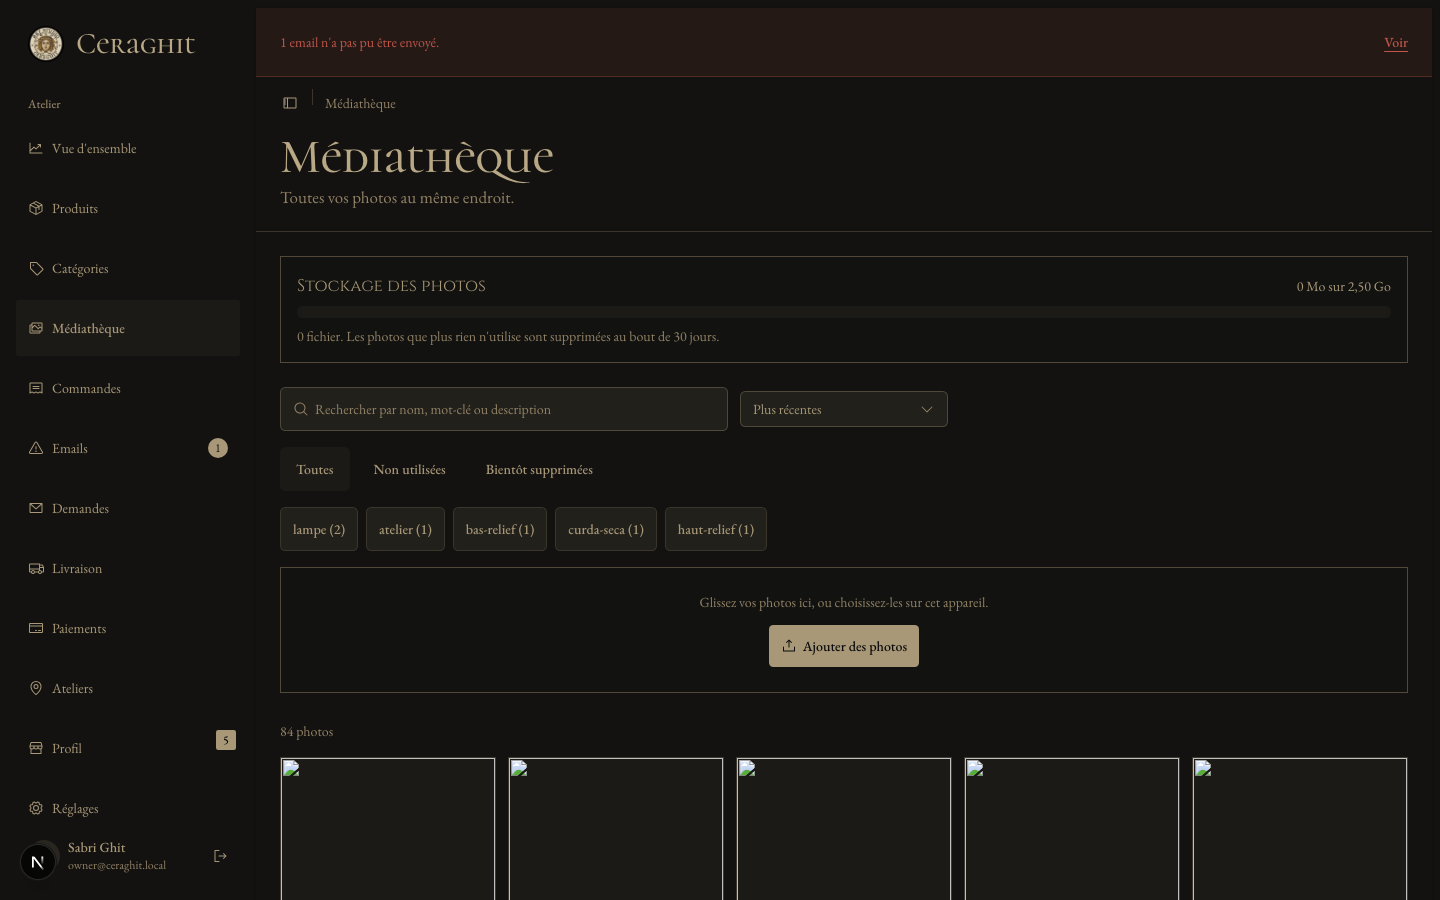 Ceraghit
Atelier
Vue d'ensemble
Produits
Catégories
Médiathèque
Commandes
Emails
1
Demandes
Livraison
Paiements
Ateliers
Profil
5
Réglages
Sabri Ghit
owner@ceraghit.local
N
1 email n'a pas pu être envoyé.
Voir
Médiathèque
Médiathèque
Toutes vos photos au même endroit.
Stockage des photos
0 Mo sur 2,50 Go
0 fichier. Les photos que plus rien n'utilise sont supprimées au bout de 30 jours.
Rechercher par nom, mot-clé ou description
Plus récentes
Toutes
Non utilisées
Bientôt supprimées
lampe (2)
atelier (1)
bas-relief (1)
curda-seca (1)
haut-relief (1)
Glissez vos photos ici, ou choisissez-les sur cet appareil.
Ajouter des photos
84 photos